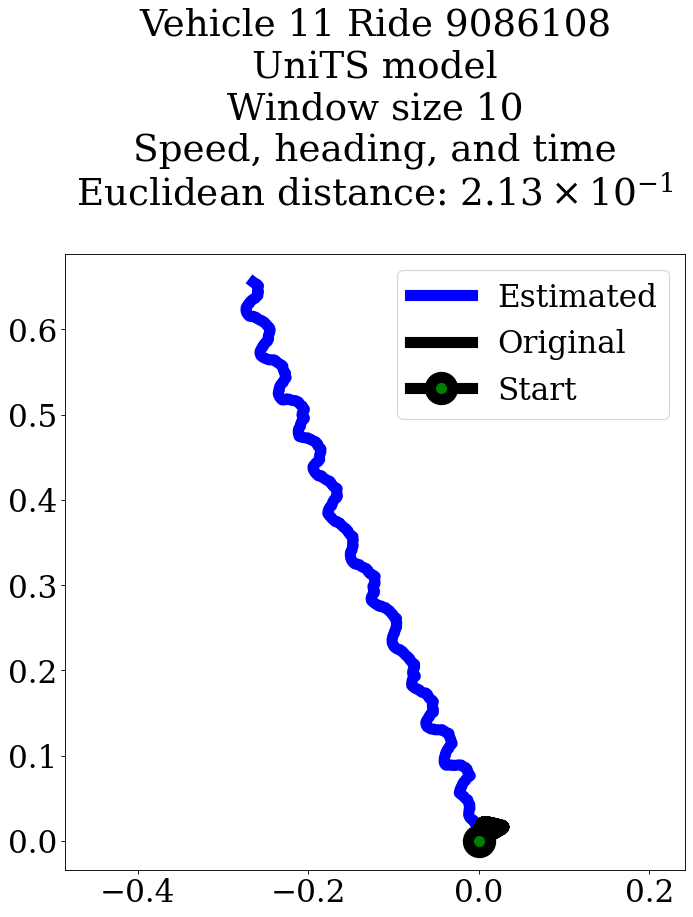 Vehicle 11 Ride 9086108
UniTS model
Window size 10
Speed, heading, and time
Euclidean distance: 2.13 × 10⁻¹
Estimated
Original
Start
0.6
0.5
0.4
0.3
0.2
0.1
0.0
−0.4 −0.2 0.0 0.2